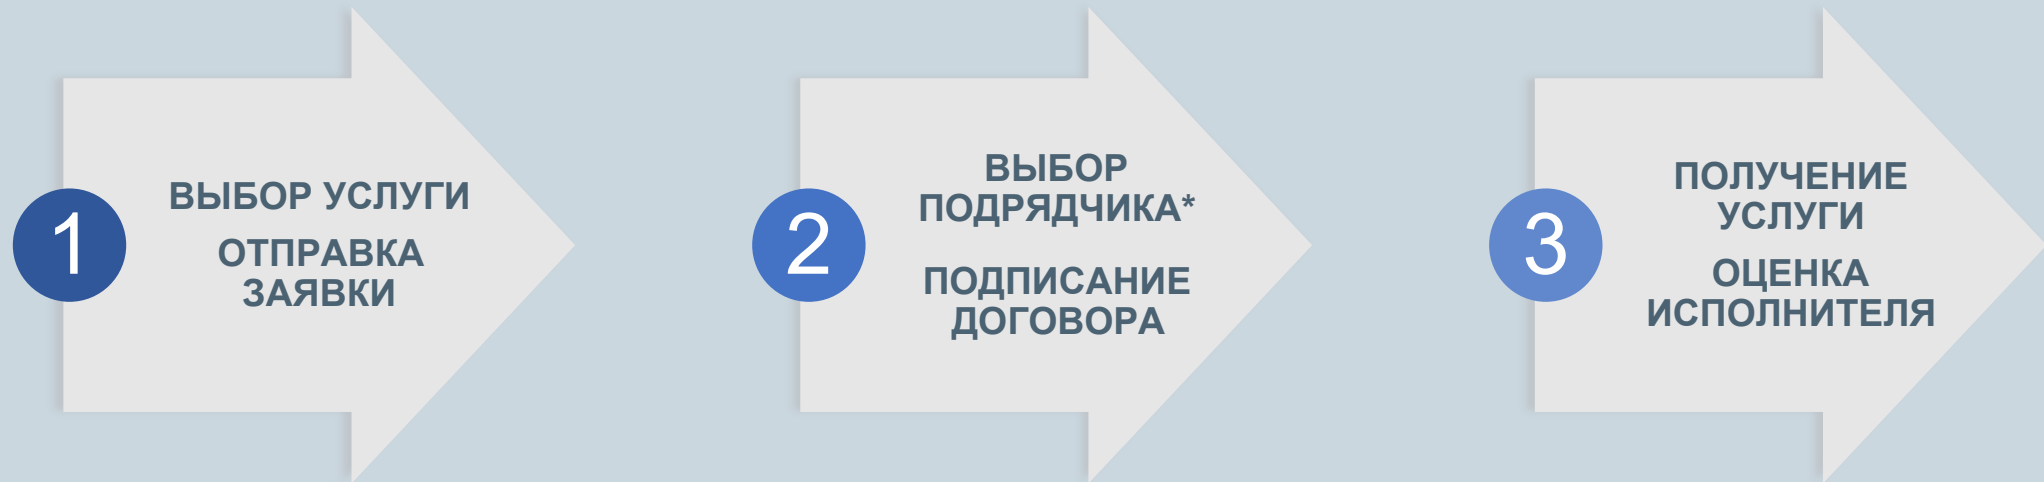 1
ВЫБОР УСЛУГИ
ОТПРАВКА
ЗАЯВКИ
2
ВЫБОР
ПОДРЯДЧИКА*
ПОДПИСАНИЕ
ДОГОВОРА
3
ПОЛУЧЕНИЕ
УСЛУГИ
ОЦЕНКА
ИСПОЛНИТЕЛЯ